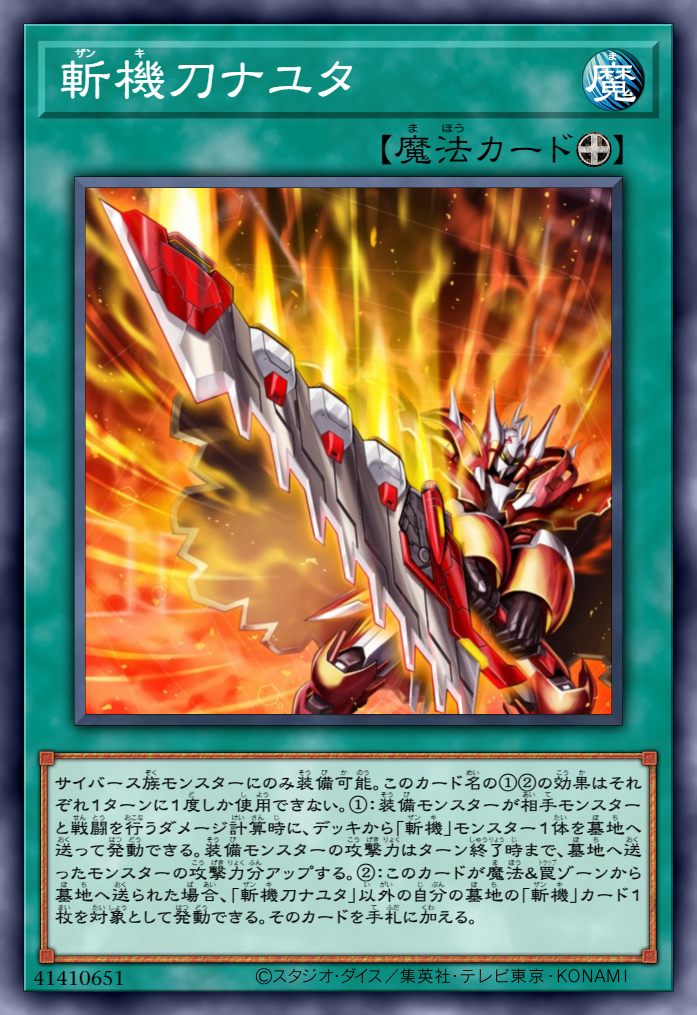 斬機刀ナユタ
魔
【魔法カード】
サイバース族モンスターにのみ装備可能。このカード名の①②の効果はそれ
ぞれ1ターンに1度しか使用できない。①：装備モンスターが相手モンスター
と戦闘を行うダメージ計算時に、デッキから「斬機」モンスター1体を墓地へ
送って発動できる。装備モンスターの攻撃力はターン終了時まで、墓地へ送
ったモンスターの攻撃力分アップする。②：このカードが魔法&罠ゾーンから
墓地へ送られた場合、「斬機刀ナユタ」以外の自分の墓地の「斬機」カード1
枚を対象として発動できる。そのカードを手札に加える。
41410651 ©スタジオ・ダイス／集英社・テレビ東京・KONAMI